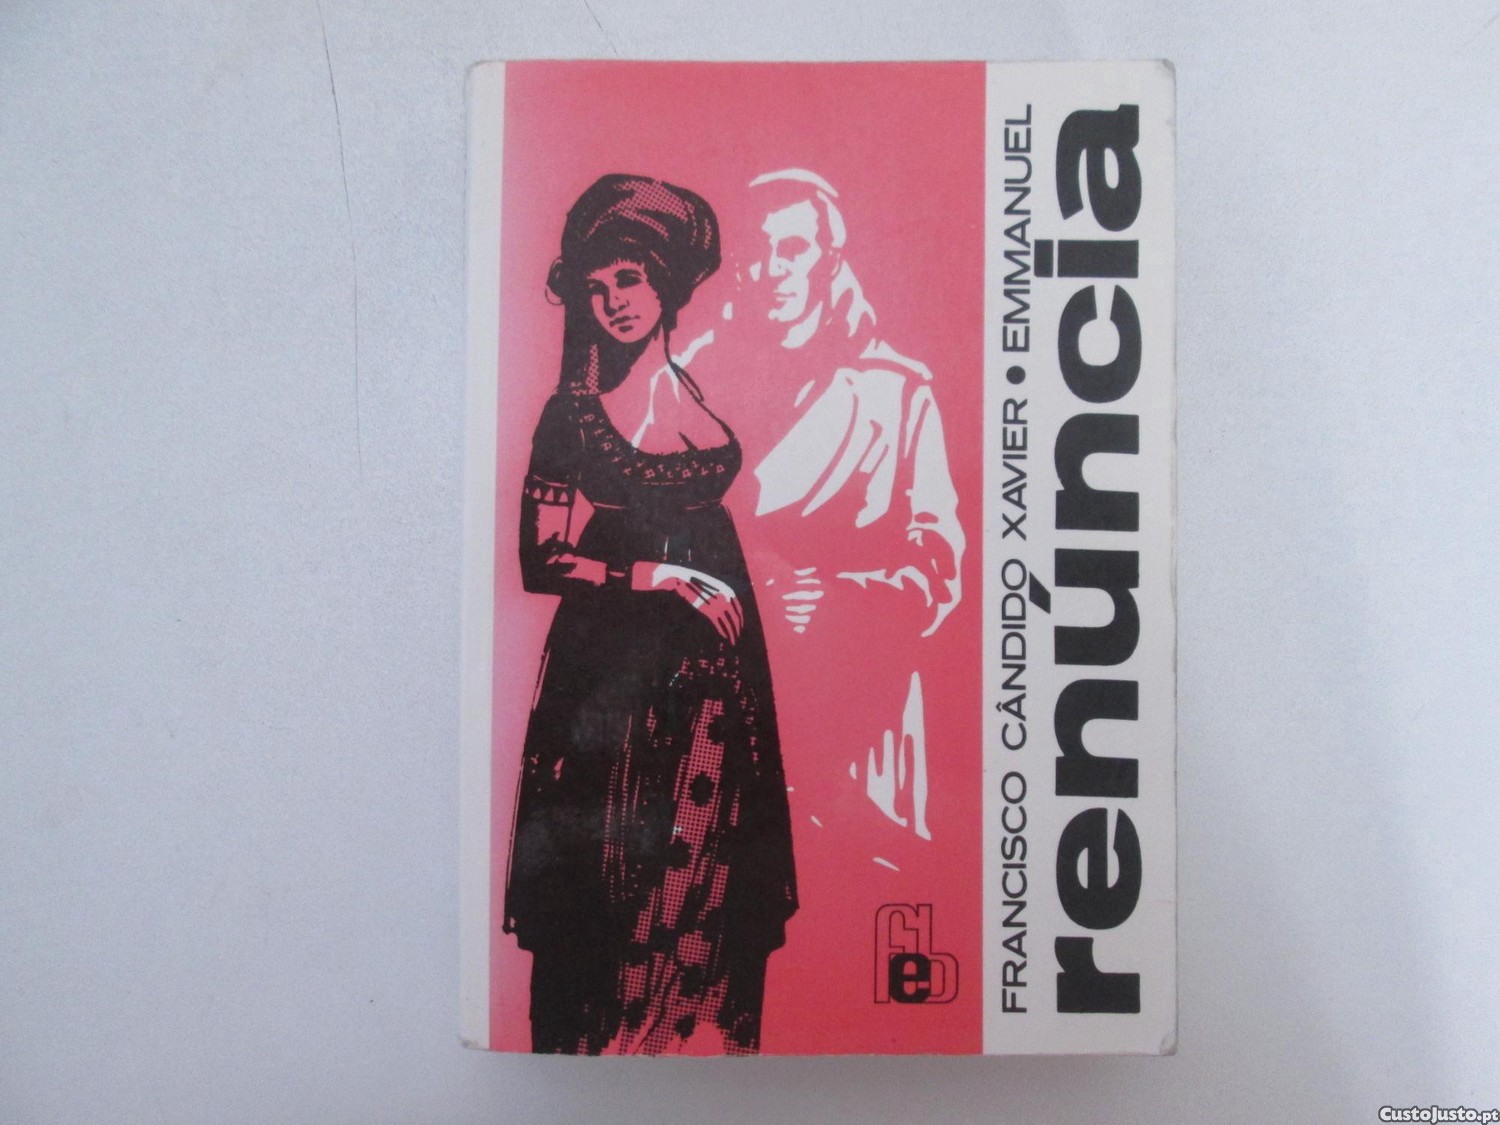 FRANCISCO CÂNDIDO XAVIER • EMMANUEL
renúncia
feb
CustoJusto.pt